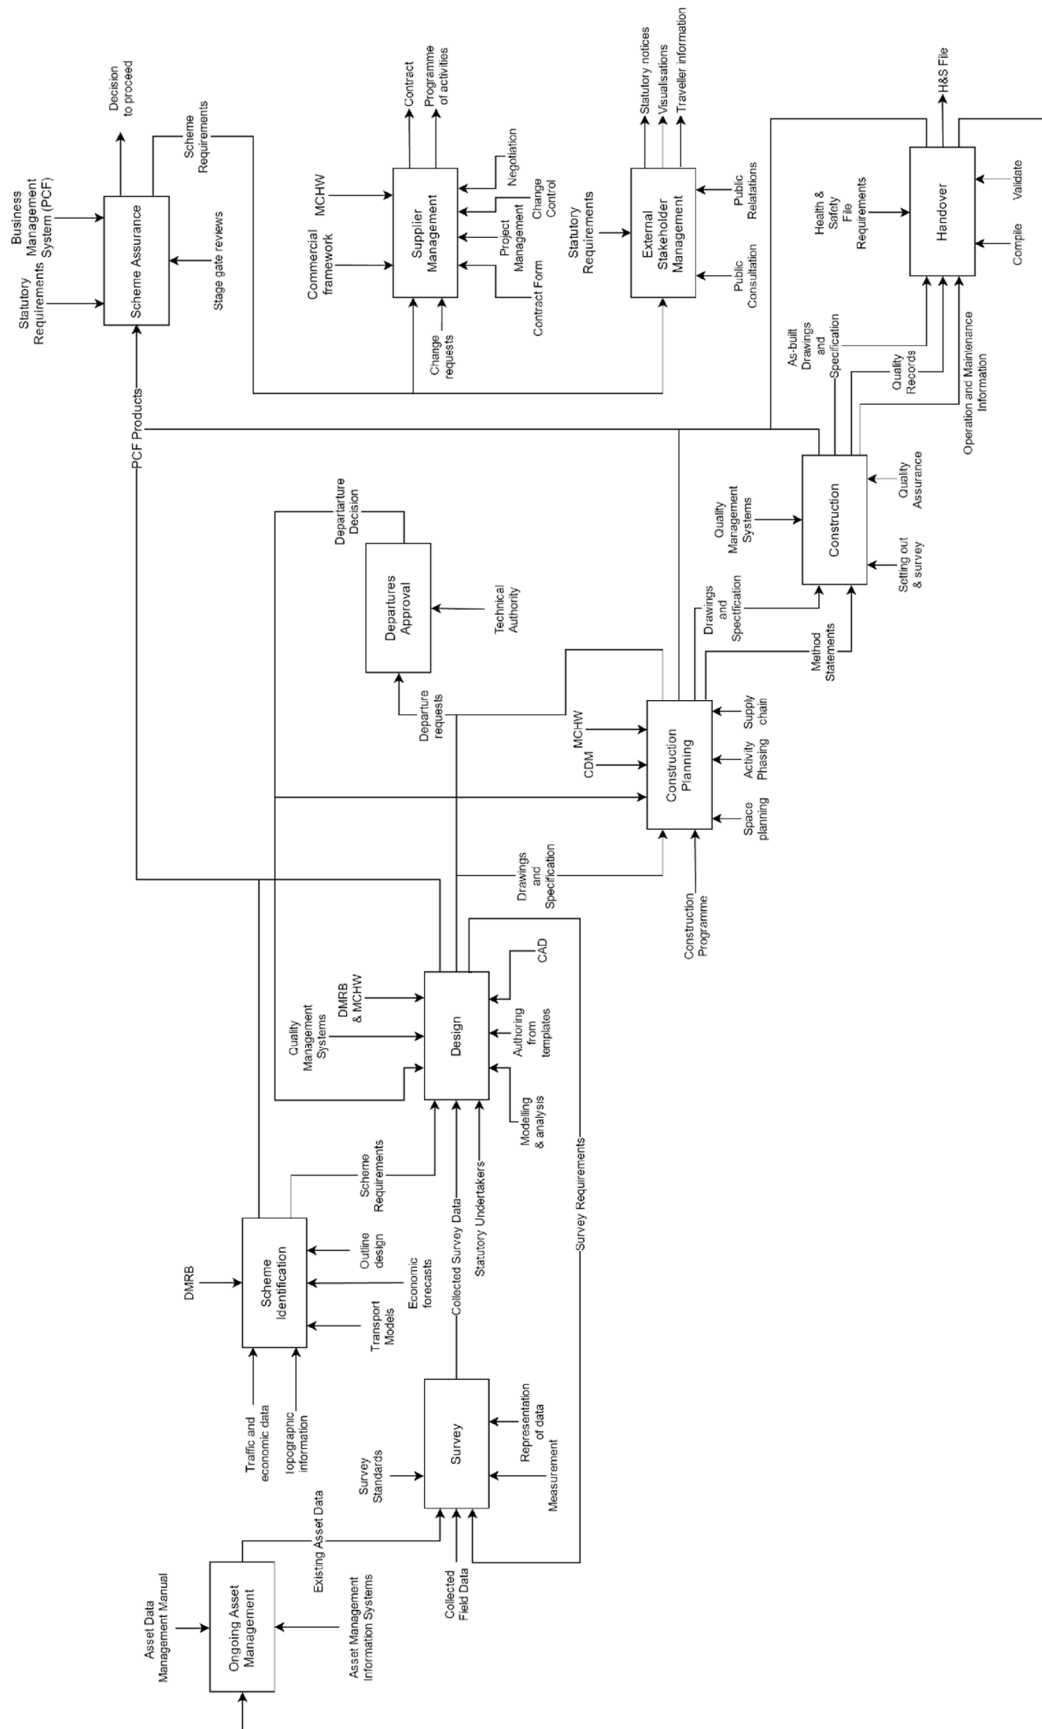 Asset Data
Management Manual
Ongoing Asset
Management
Asset Management
Information Systems
Existing Asset Data
Survey
Standards
Collected
Field Data
Survey
Measurement
Representation
of data
Traffic and
economic data
Topographic
information
DMRB
Scheme
Identification
Transport
Models
Economic
forecasts
Outline
design
Scheme
Requirements
Collected Survey Data
Statutory Undertakers
Survey Requirements
Quality
Management
Systems
DMRB
& MCHW
Design
Modelling
& analysis
Authoring
from
templates
CAD
Drawings
and
Specification
Departure
requests
Departures
Approval
Technical
Authority
Departarture
Decision
PCF Products
Construction
Programme
CDM
MCHW
Construction
Planning
Space
planning
Activity
Phasing
Supply
chain
Drawings
and
Spectfication
Method
Statements
Quality
Management
Systems
Construction
Setting out
& survey
Quality
Assurance
As-built
Drawings
and
Specification
Quality
Records
Operation and Maintenance
Information
Health &
Safety
File
Requirements
Handover
Compile
Validate
H&S File
Statutory
Requirements
Business
Management
System (PCF)
Scheme Assurance
Stage gate reviews
Decision
to proceed
Scheme
Requirements
Commercial
framework
MCHW
Supplier
Management
Change
requests
Contract Form
Project
Management
Change
Control
Negotiation
Contract
Programme
of activities
Statutory
Requirements
External
Stakeholder
Management
Public
Consultation
Public
Relatations
Statutory notices
Visualisations
Traveller information